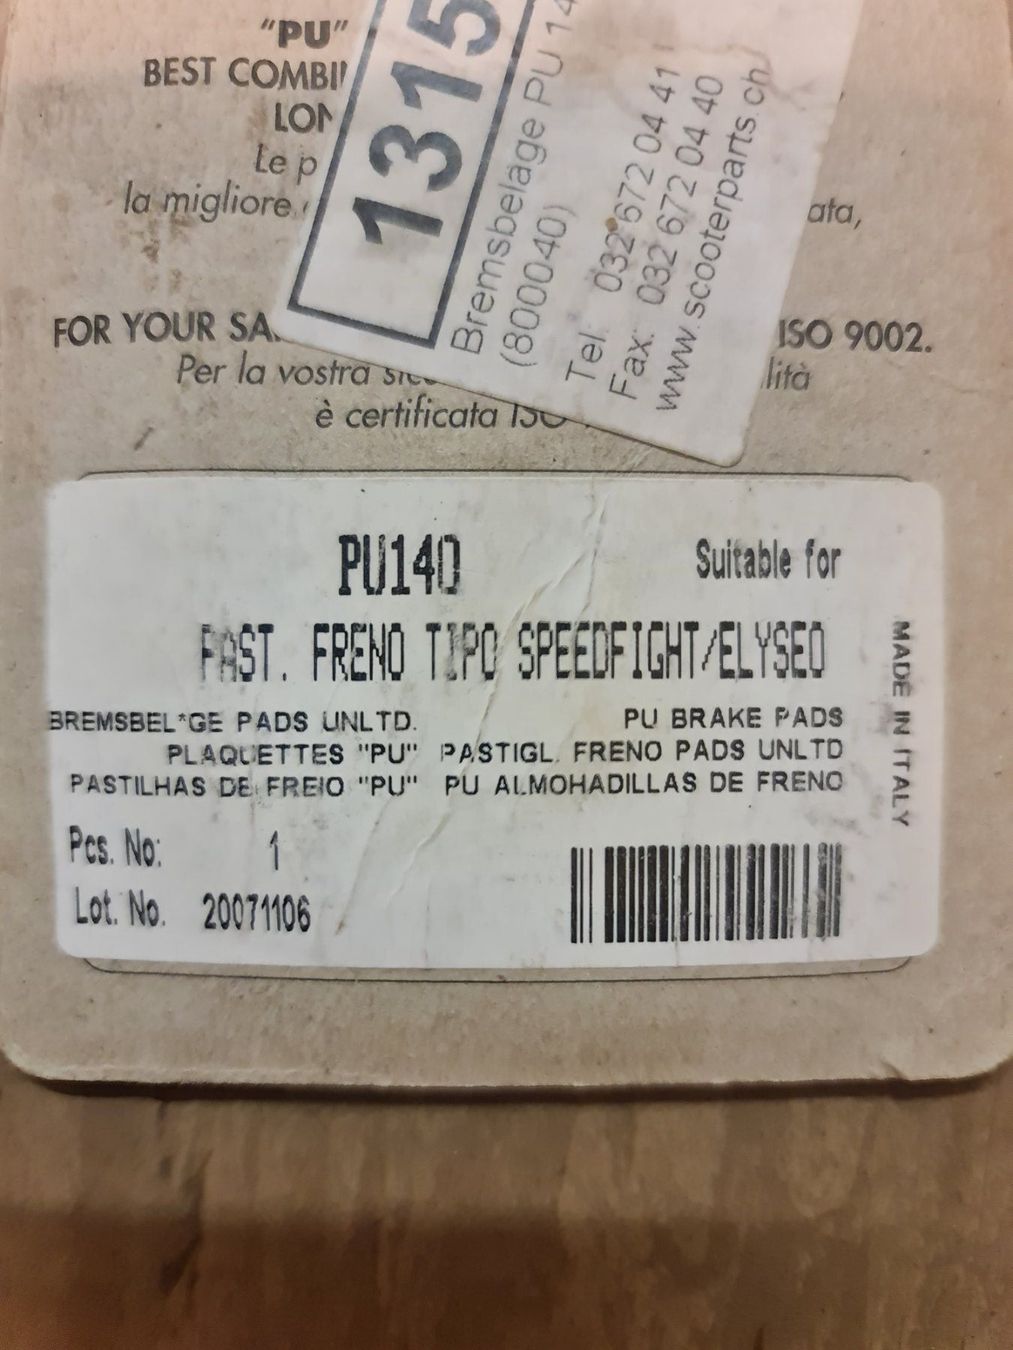 "PU"
BEST COMBI
LON
Le p
la migliore ata,
FOR YOUR SA. ISO 9002.
Per la vostra sic lità
è certificata ISO
1315
Bremsbelage PU 14
(800040)
Tel: 032 672 04 41
Fax: 032 672 04 40
www.scooterparts.ch
PU140 Suitable for
PAST. FRENO TIPO SPEEDFIGHT/ELYSEO
BREMSBEL*GE PADS UNLTD. PU BRAKE PADS
PLAQUETTES "PU" PASTIGL. FRENO PADS UNLTD
PASTILHAS DE FREIO "PU" PU ALMOHADILLAS DE FRENO
Pcs. No: 1
Lot. No. 20071106
MADE IN ITALY